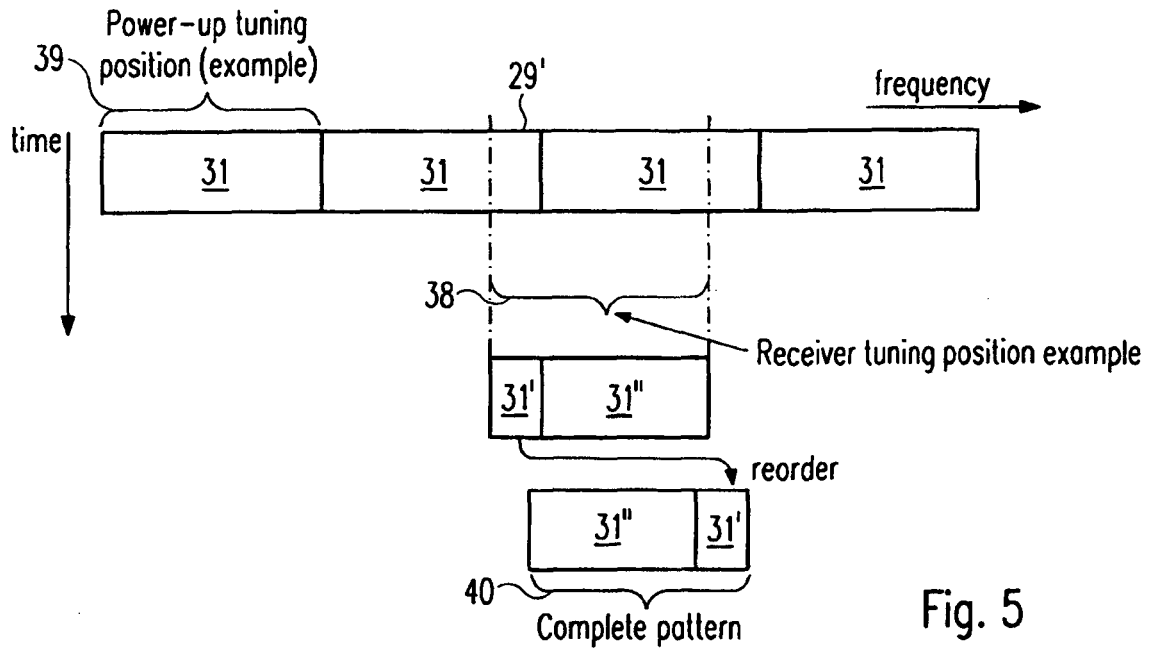 Power-up tuning
position (example)
39
29'
frequency
time
31 31 31 31
38
Receiver tuning position example
31' 31"
reorder
31" 31'
40
Complete pattern
Fig. 5